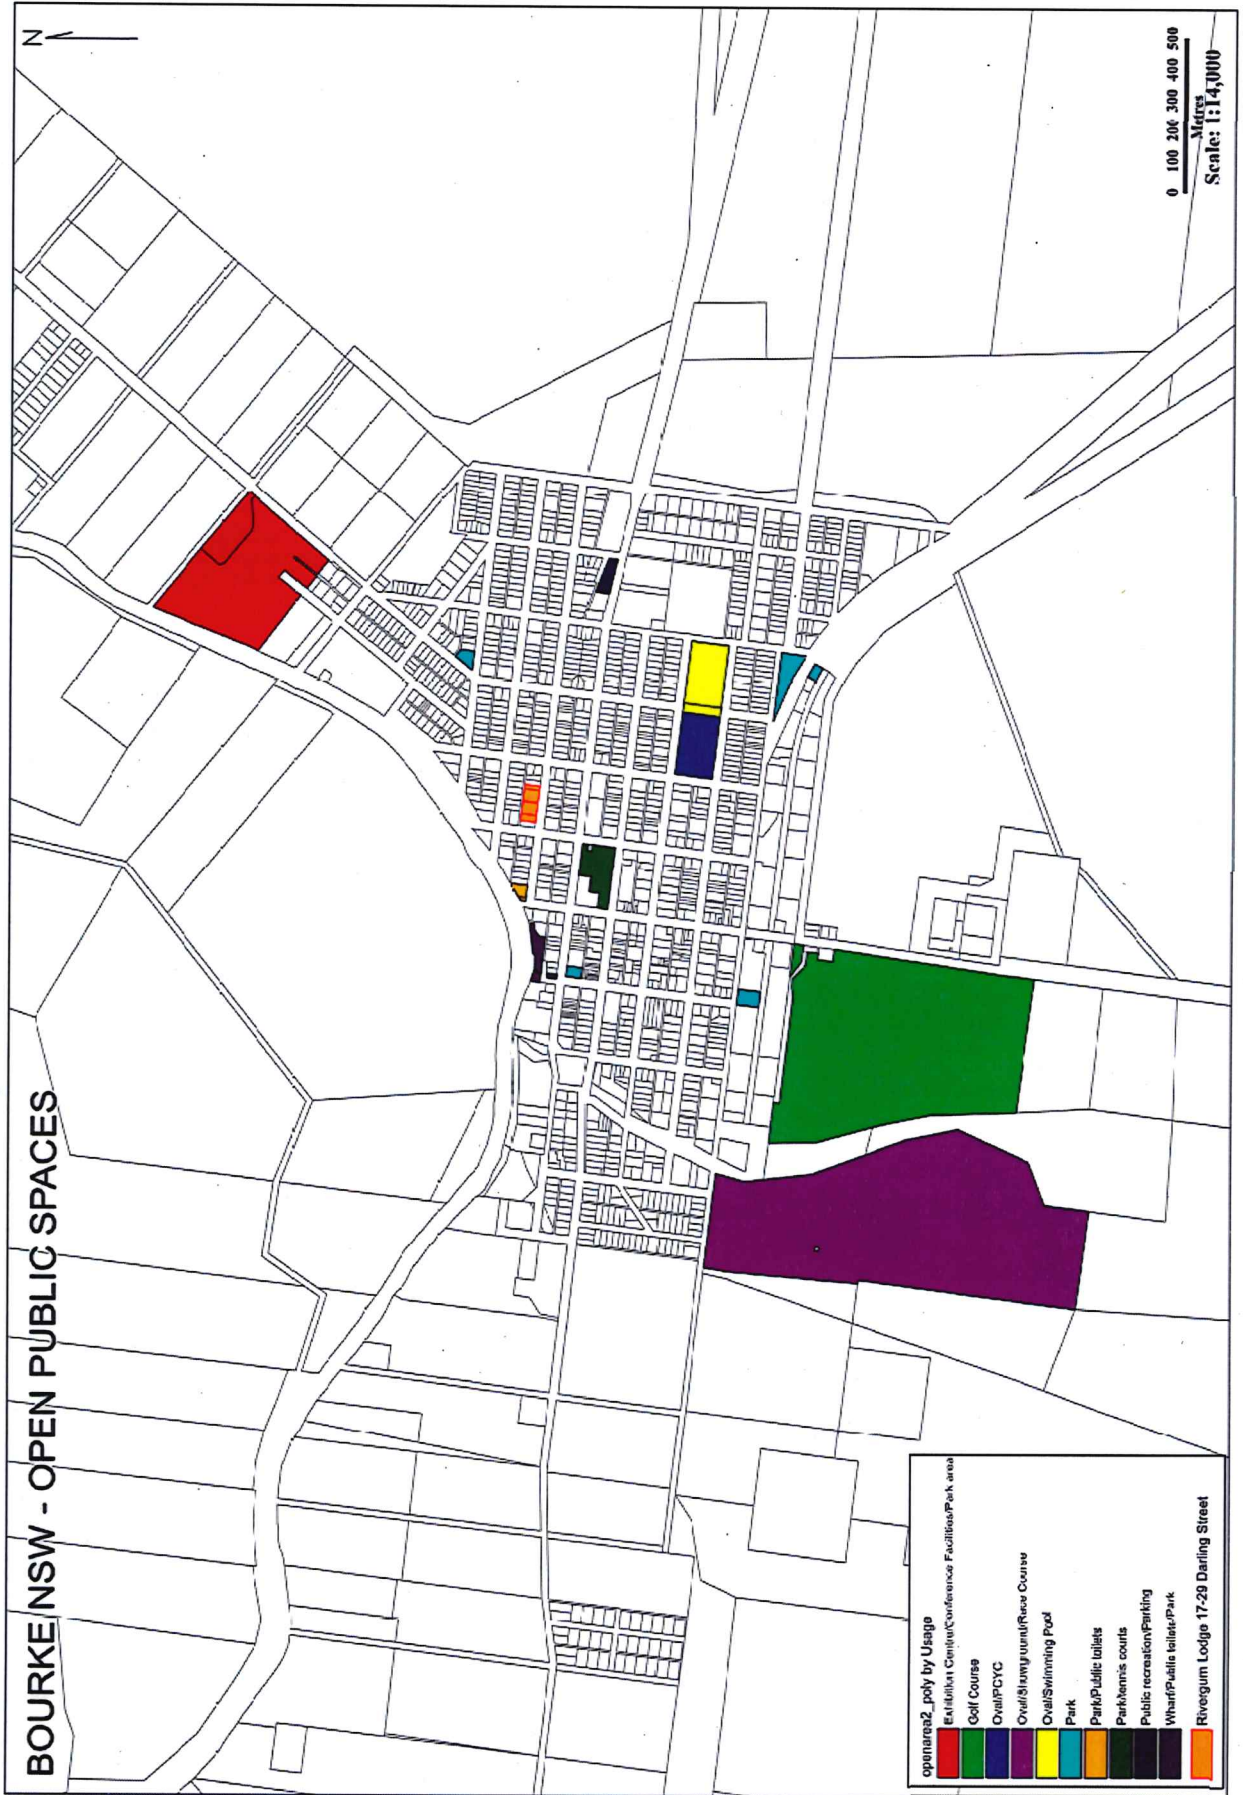 BOURKE NSW - OPEN PUBLIC SPACES
N
openarea2_poly by Usage
Exhibition Centre/Conference Facilities/Park area
Golf Course
Oval/PCYC
Oval/Showground/Race Course
Oval/Swimming Pool
Park
Park/Public toilets
Park/tennis courts
Public recreation/Parking
Wharf/Public toilets/Park
Rivergum Lodge 17-29 Darling Street
0 100 200 300 400 500
Metres
Scale: 1:14,000